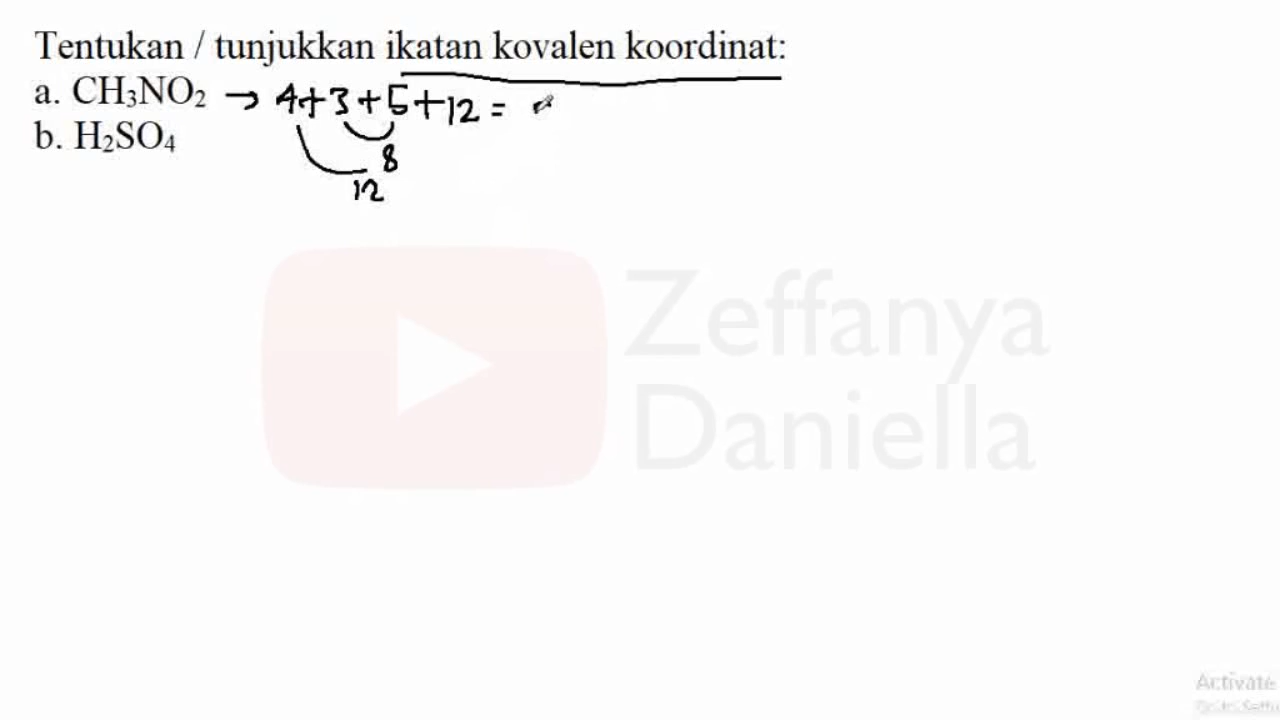 Tentukan / tunjukkan ikatan kovalen koordinat:
a. CH₃NO₂ → 4+3+5+12 =
8
12
b. H₂SO₄
Zeffanya
Daniella
Activate